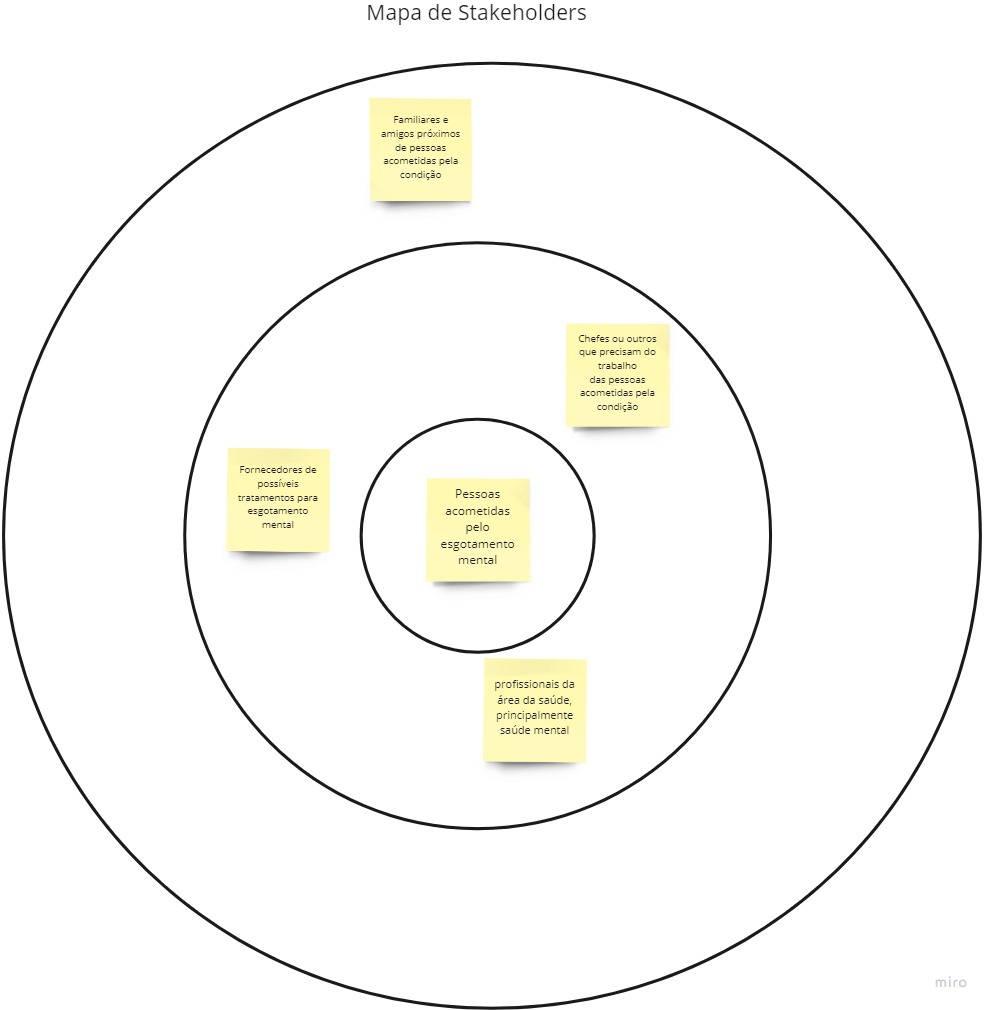 Mapa de Stakeholders
Familiares e
amigos próximos
de pessoas
acometidas pela
condição
Chefes ou outros
que precisam do
trabalho
das pessoas
acometidas pela
condição
Fornecedores de
possíveis
tratamentos para
esgotamento
mental
Pessoas
acometidas
pelo
esgotamento
mental
profissionais da
área da saúde,
principalmente
saúde mental
miro